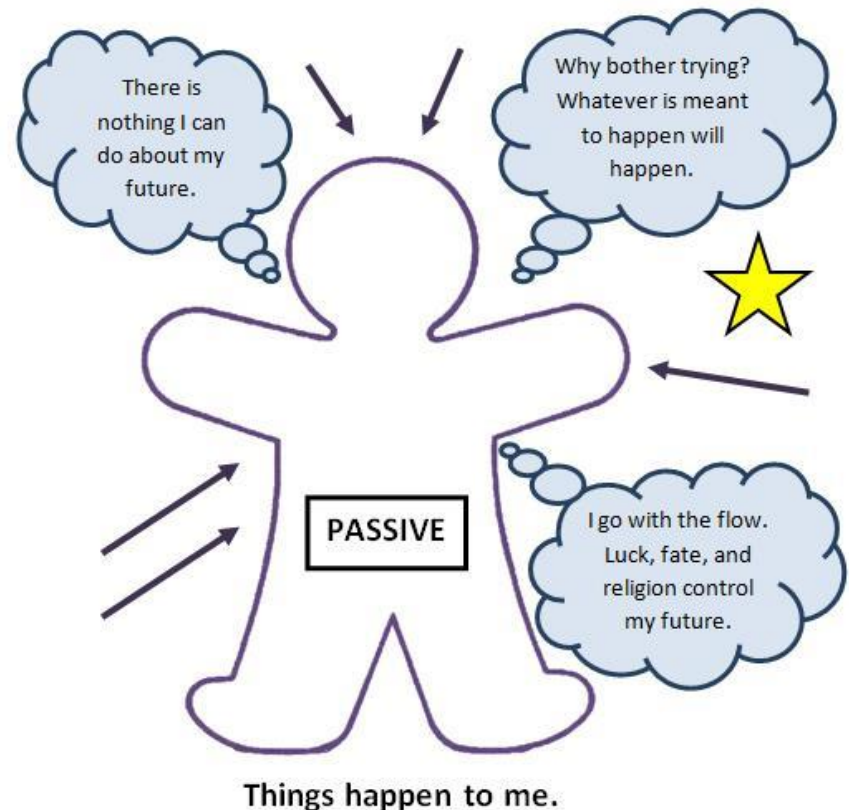 There is
nothing I can
do about my
future.
Why bother trying?
Whatever is meant
to happen will
happen.
PASSIVE
I go with the flow.
Luck, fate, and
religion control
my future.
Things happen to me.